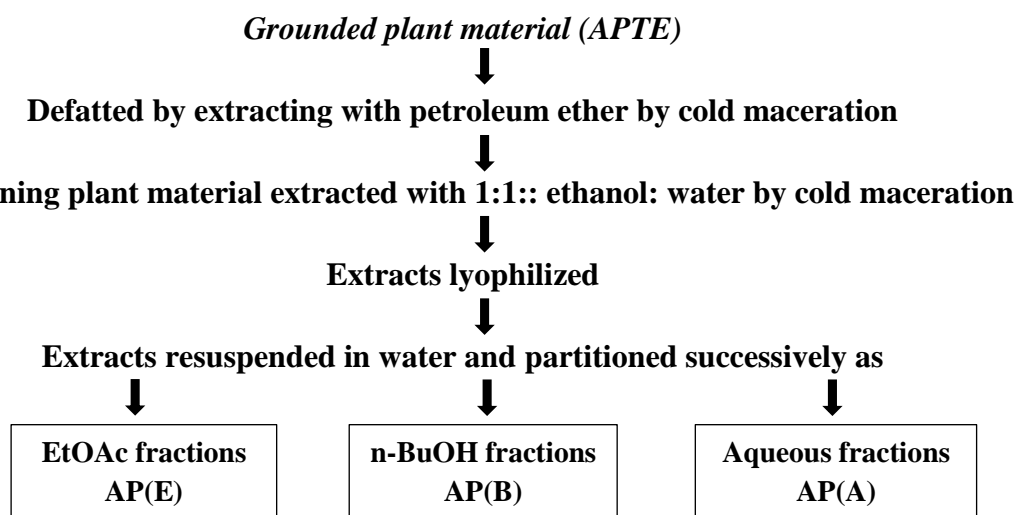 Grounded plant material (APTE)
Defatted by extracting with petroleum ether by cold maceration
plant material extracted with 1:1:: ethanol: water by cold maceration
Extracts lyophilized
Extracts resuspended in water and partitioned successively as
EtOAc fractions
AP(E)
n-BuOH fractions
AP(B)
Aqueous fractions
AP(A)